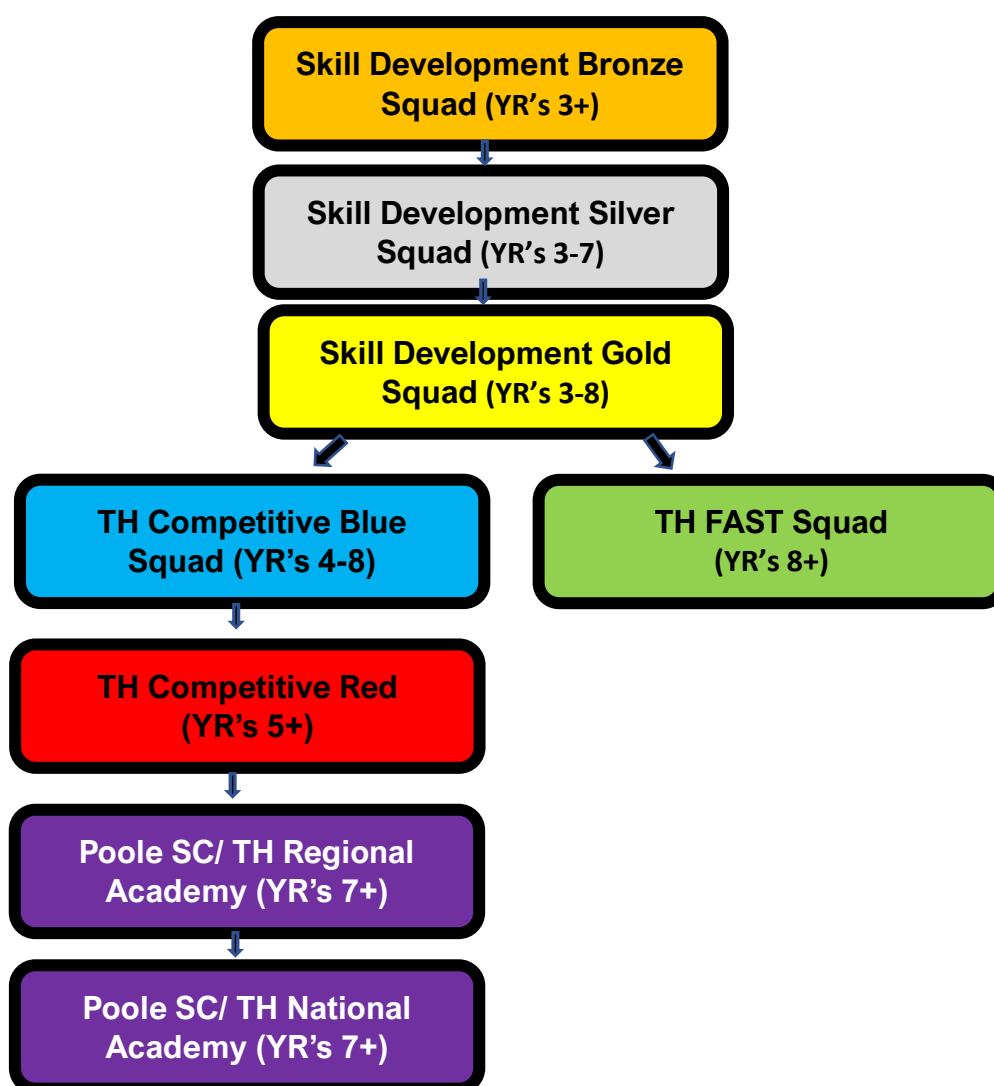 Skill Development Bronze
Squad (YR’s 3+)
Skill Development Silver
Squad (YR’s 3-7)
Skill Development Gold
Squad (YR’s 3-8)
TH Competitive Blue
Squad (YR’s 4-8)
TH FAST Squad
(YR’s 8+)
TH Competitive Red
(YR’s 5+)
Poole SC/ TH Regional
Academy (YR’s 7+)
Poole SC/ TH National
Academy (YR’s 7+)